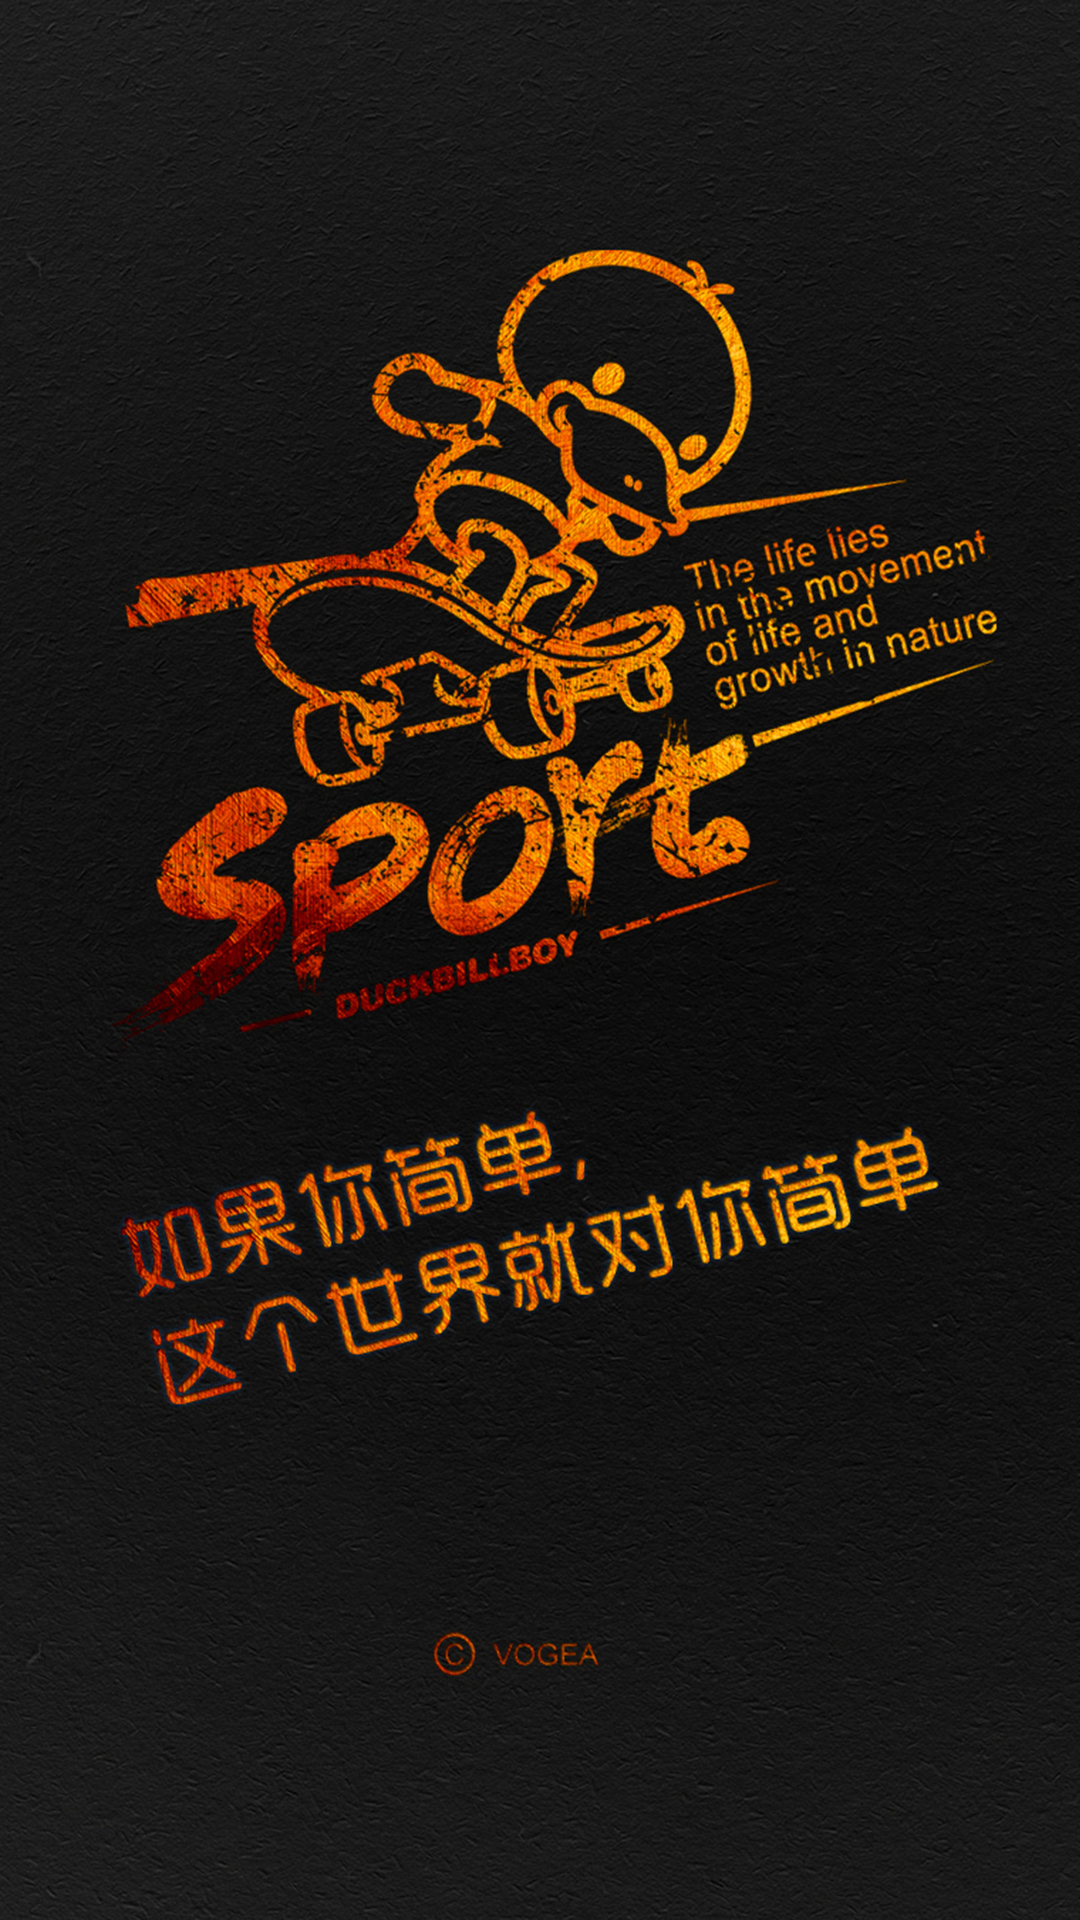 The life lies
in the movement
of life and
growth in nature
Sport
DUCKBILLBOY
如果你简单,
这个世界就对你简单
© VOGEA